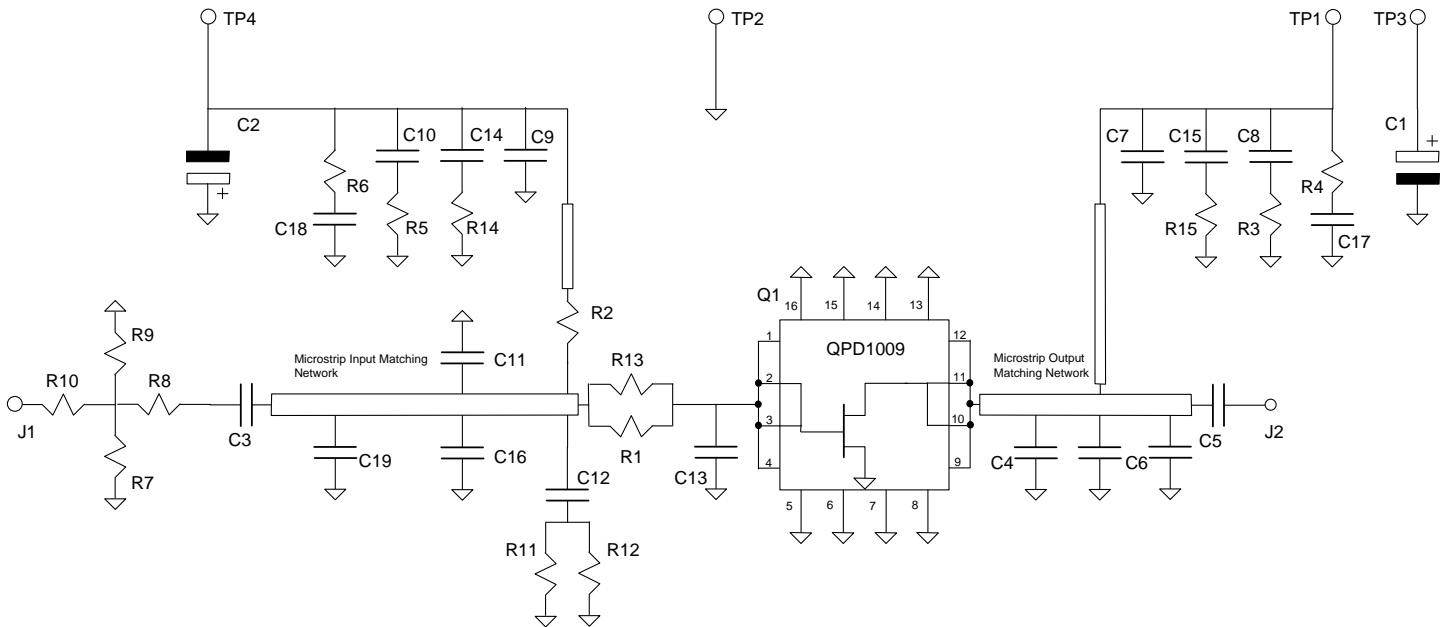 TP4
TP2
TP1
TP3
C2
C10
C14
C9
C7
C15
C8
C1
+
R6
R4
+
C18
R5
R14
R15
R3
C17
R2
Q1
16
15
14
13
R9
1
QPD1009
12
Microstrip Input Matching
Network
C11
R13
Microstrip Output
Matching Network
R10
R8
2
11
J1
C3
3
10
C5
J2
R1
C19
C16
C13
4
9
C4
C6
R7
C12
5
6
7
8
R11
R12